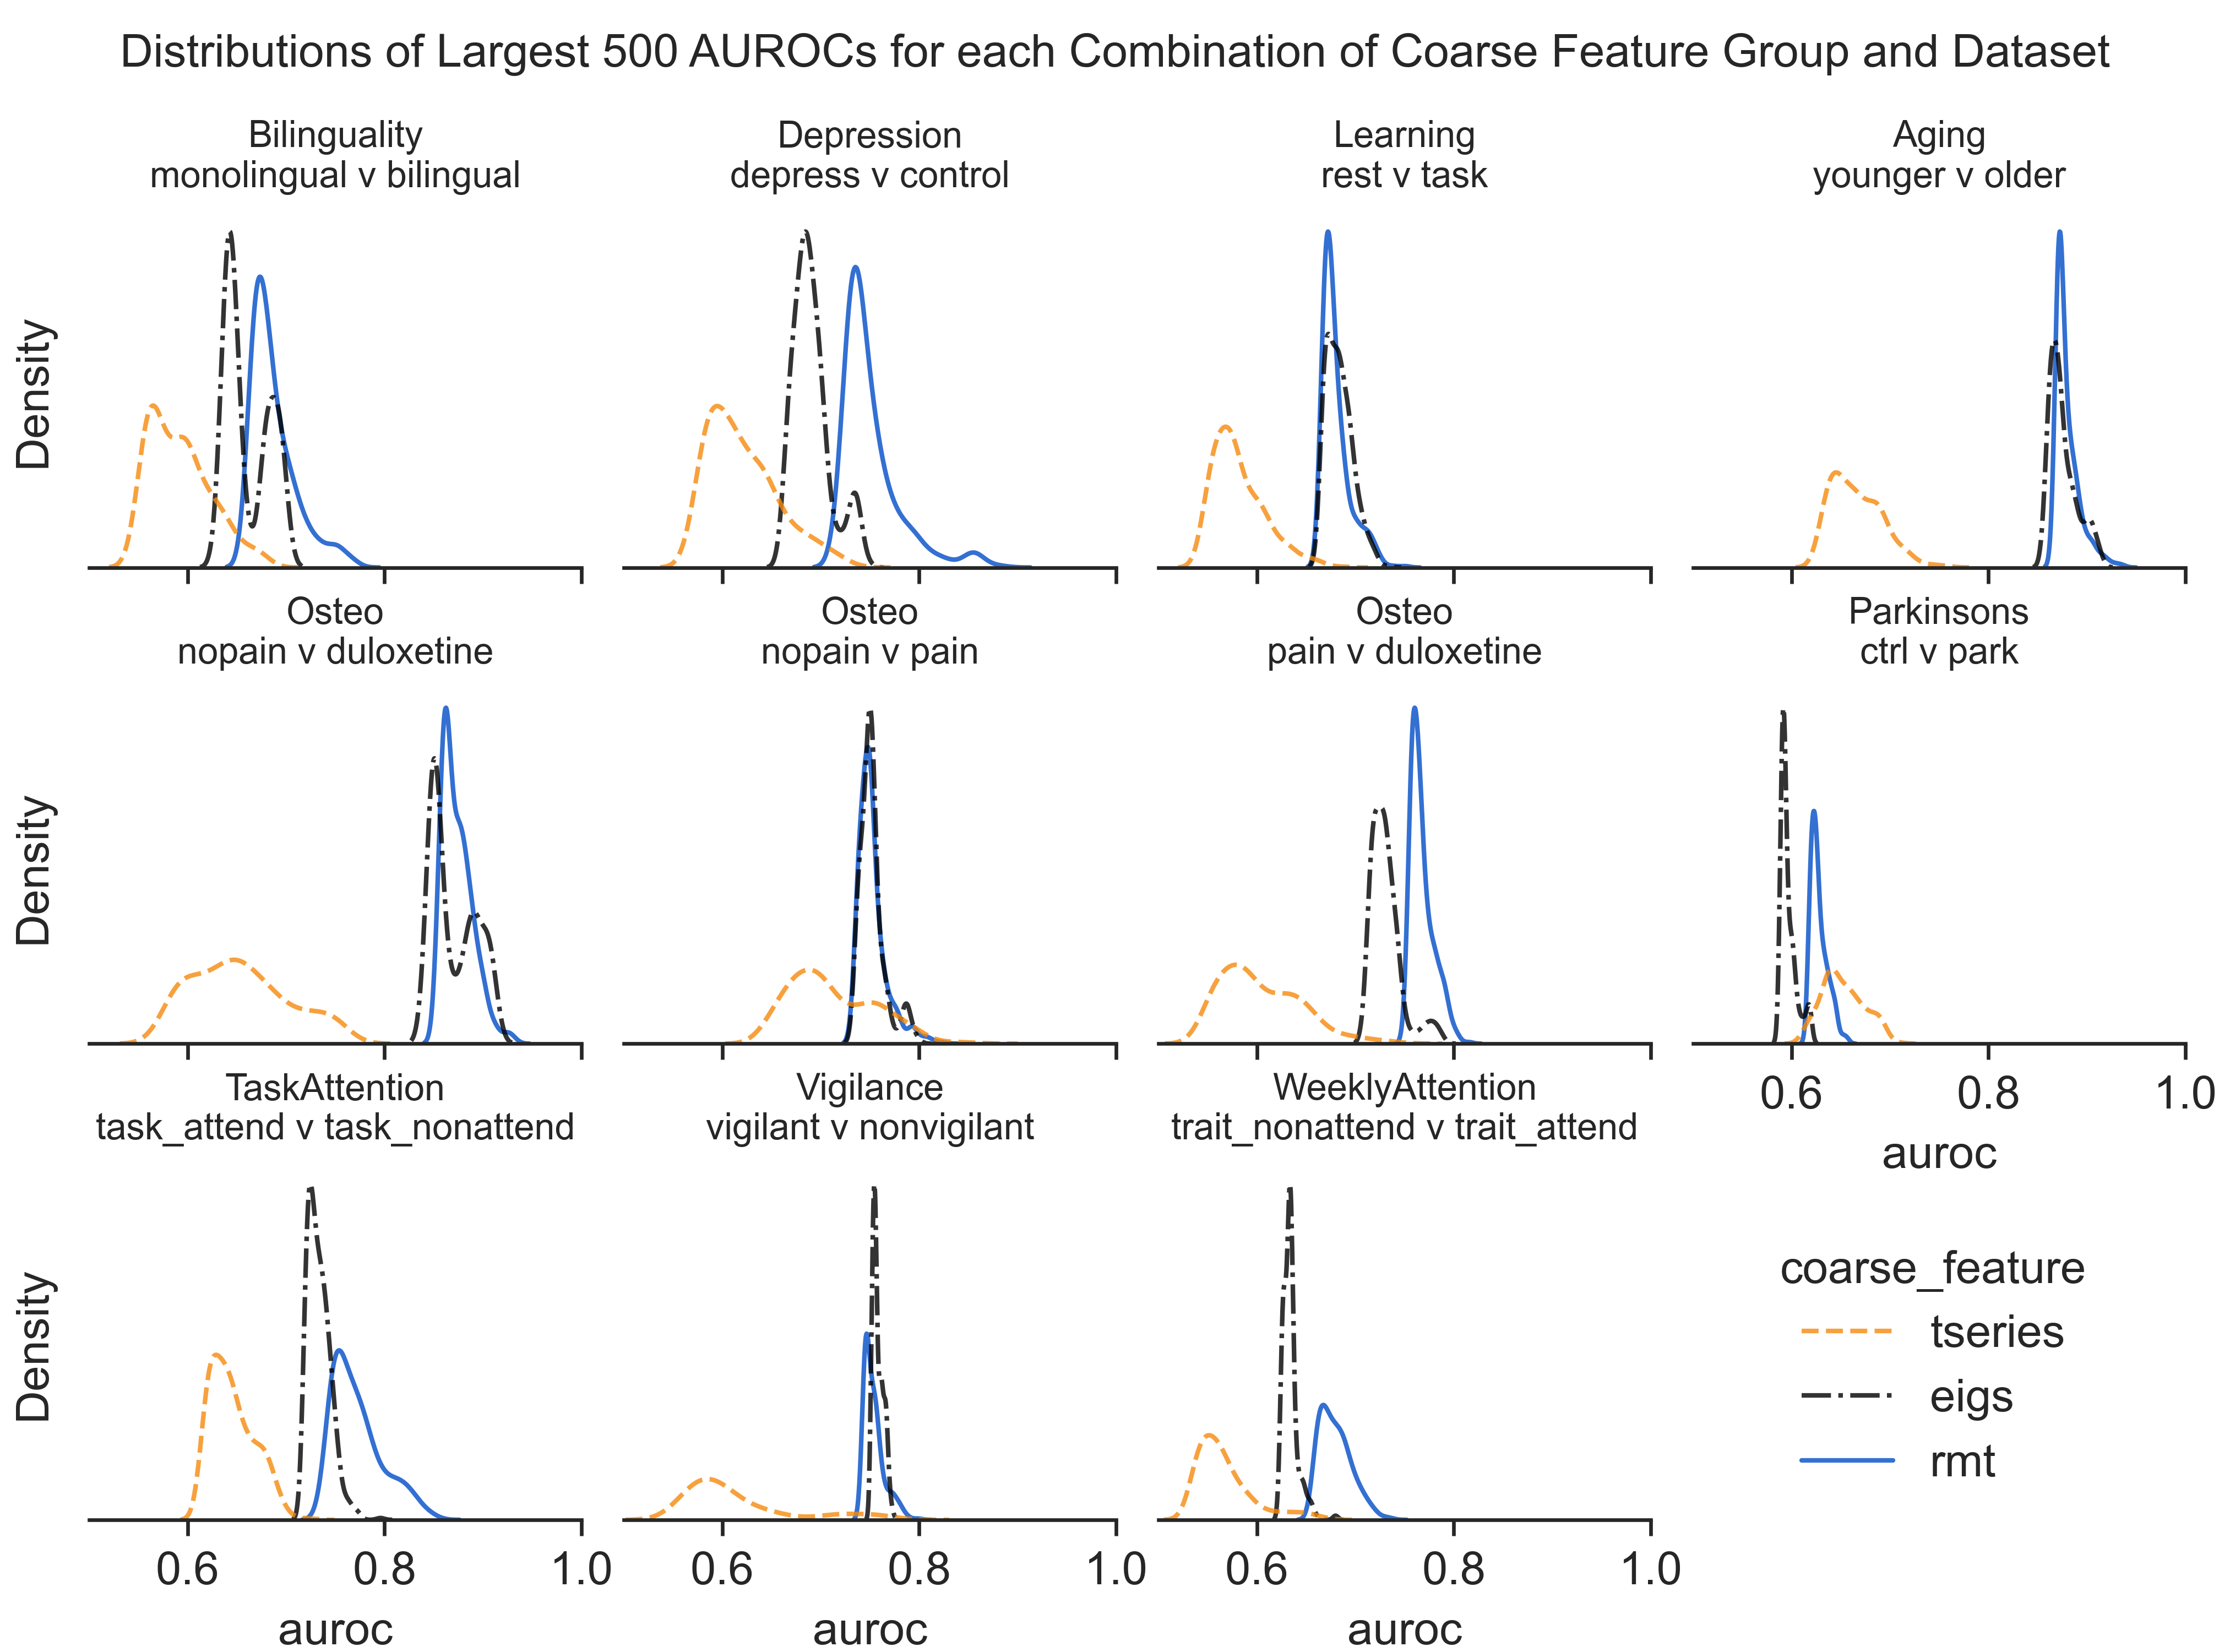 Distributions of Largest 500 AUROCs for each Combination of Coarse Feature Group and Dataset
Bilinguality
monolingual v bilingual
Depression
depress v control
Learning
rest v task
Aging
younger v older
Density
Osteo
nopain v duloxetine
Osteo
nopain v pain
Osteo
pain v duloxetine
Parkinsons
ctrl v park
Density
0.6 0.8 1.0
auroc
TaskAttention
task_attend v task_nonattend
Vigilance
vigilant v nonvigilant
WeeklyAttention
trait_nonattend v trait_attend
Density
0.6 0.8 1.0
auroc
0.6 0.8 1.0
auroc
0.6 0.8 1.0
auroc
coarse_feature
tseries
eigs
rmt